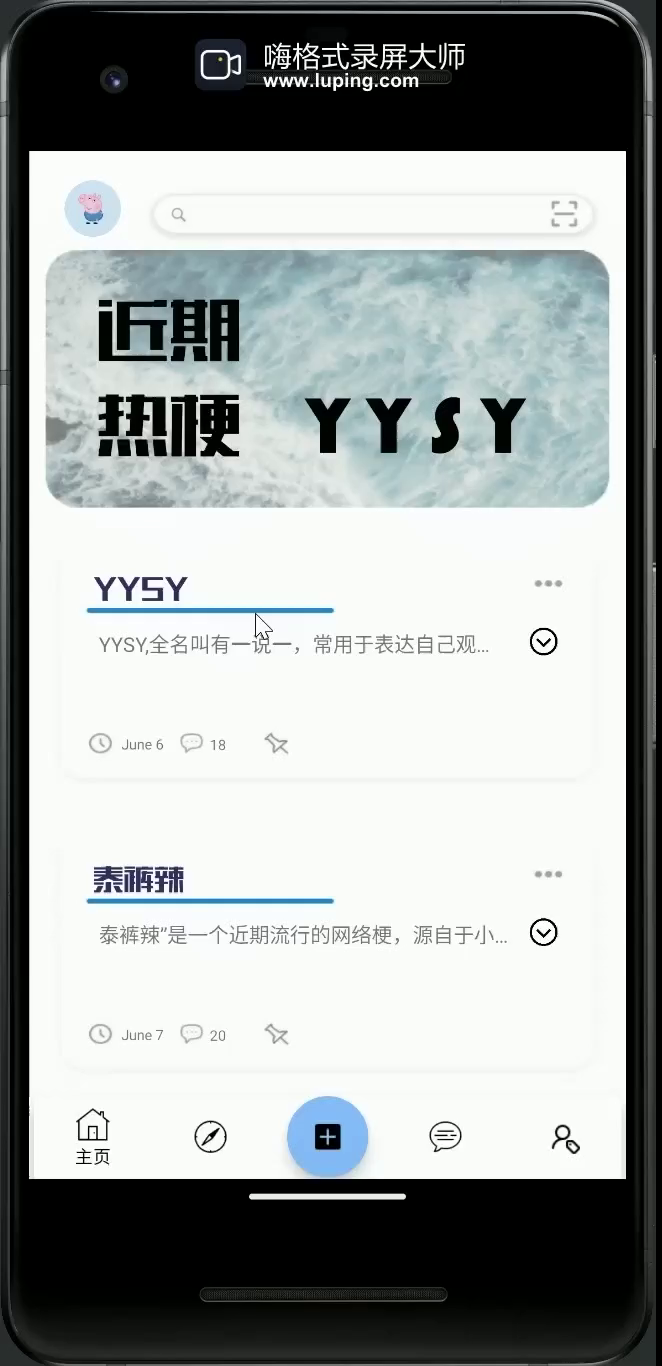 嗨格式录屏大师
www.luping.com
近期
热梗 YYSY
YYSY
YYSY,全名叫有一说一，常用于表达自己观...
June 6 18
泰裤辣
泰裤辣”是一个近期流行的网络梗，源自于小...
June 7 20
主页